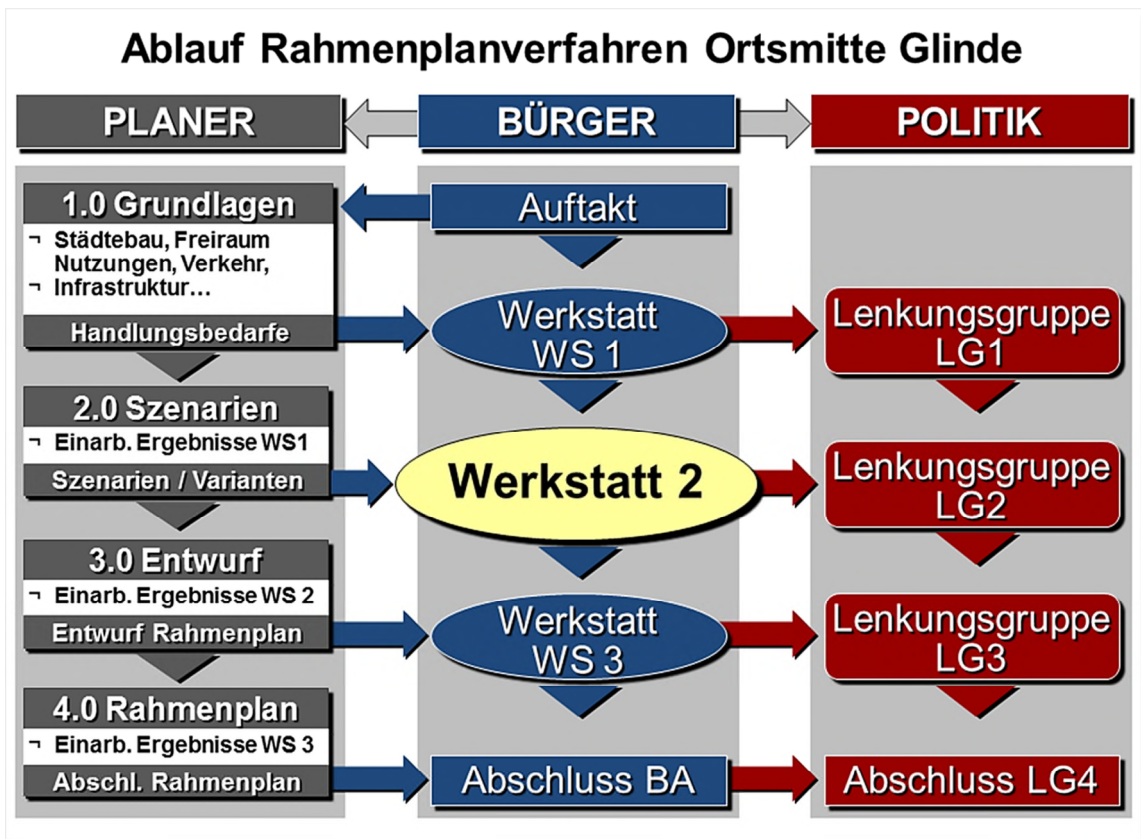 Ablauf Rahmenplanverfahren Ortsmitte Glinde
PLANER
BÜRGER
POLITIK
1.0 Grundlagen
¬ Städtebau, Freiraum
Nutzungen, Verkehr,
¬ Infrastruktur...
Handlungsbedarfe
2.0 Szenarien
¬ Einarb. Ergebnisse WS1
Szenarien / Varianten
3.0 Entwurf
¬ Einarb. Ergebnisse WS 2
Entwurf Rahmenplan
4.0 Rahmenplan
¬ Einarb. Ergebnisse WS 3
Abschl. Rahmenplan
Auftakt
Werkstatt
WS 1
Werkstatt 2
Werkstatt
WS 3
Abschluss BA
Lenkungsgruppe
LG1
Lenkungsgruppe
LG2
Lenkungsgruppe
LG3
Abschluss LG4